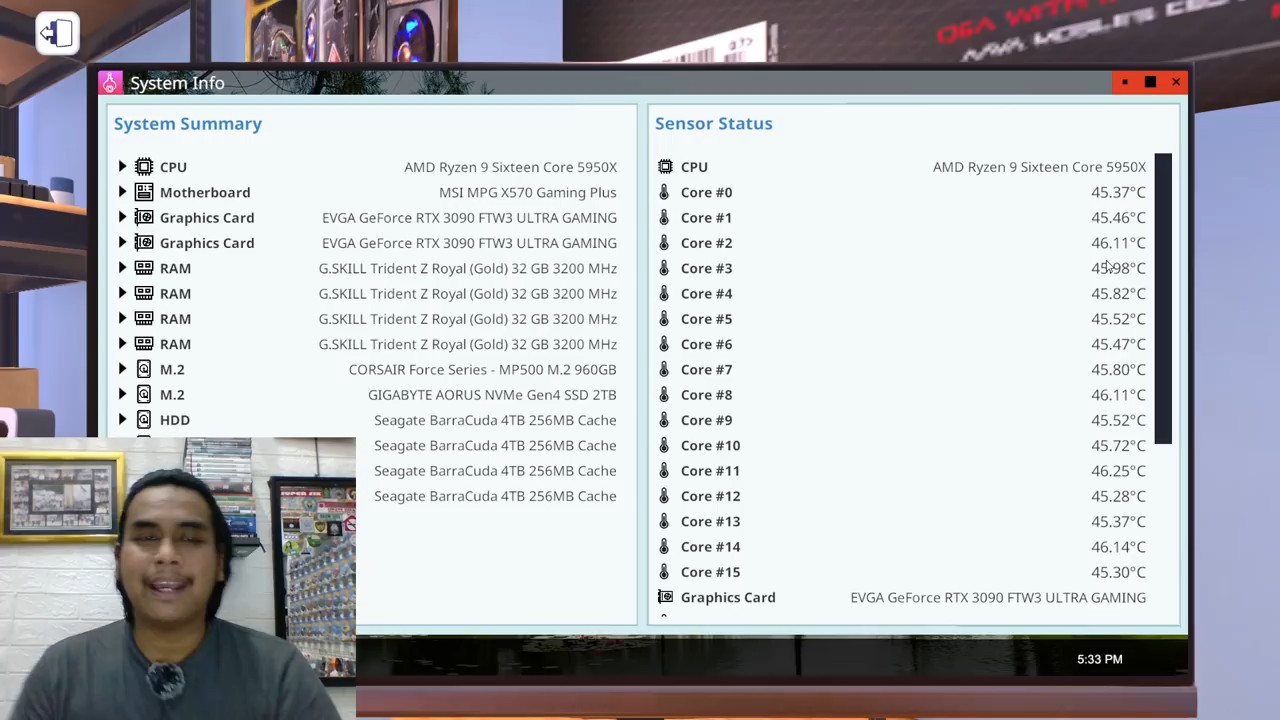 Q&A WITH
System Info
System Summary
CPU AMD Ryzen 9 Sixteen Core 5950X
Motherboard MSI MPG X570 Gaming Plus
Graphics Card EVGA GeForce RTX 3090 FTW3 ULTRA GAMING
Graphics Card EVGA GeForce RTX 3090 FTW3 ULTRA GAMING
RAM G.SKILL Trident Z Royal (Gold) 32 GB 3200 MHz
RAM G.SKILL Trident Z Royal (Gold) 32 GB 3200 MHz
RAM G.SKILL Trident Z Royal (Gold) 32 GB 3200 MHz
RAM G.SKILL Trident Z Royal (Gold) 32 GB 3200 MHz
M.2 CORSAIR Force Series - MP500 M.2 960GB
M.2 GIGABYTE AORUS NVMe Gen4 SSD 2TB
HDD Seagate BarraCuda 4TB 256MB Cache
Seagate BarraCuda 4TB 256MB Cache
Seagate BarraCuda 4TB 256MB Cache
Seagate BarraCuda 4TB 256MB Cache
Sensor Status
CPU AMD Ryzen 9 Sixteen Core 5950X
Core #0 45.37°C
Core #1 45.46°C
Core #2 46.11°C
Core #3 45.98°C
Core #4 45.82°C
Core #5 45.52°C
Core #6 45.47°C
Core #7 45.80°C
Core #8 46.11°C
Core #9 45.52°C
Core #10 45.72°C
Core #11 46.25°C
Core #12 45.28°C
Core #13 45.37°C
Core #14 46.14°C
Core #15 45.30°C
Graphics Card EVGA GeForce RTX 3090 FTW3 ULTRA GAMING
5:33 PM